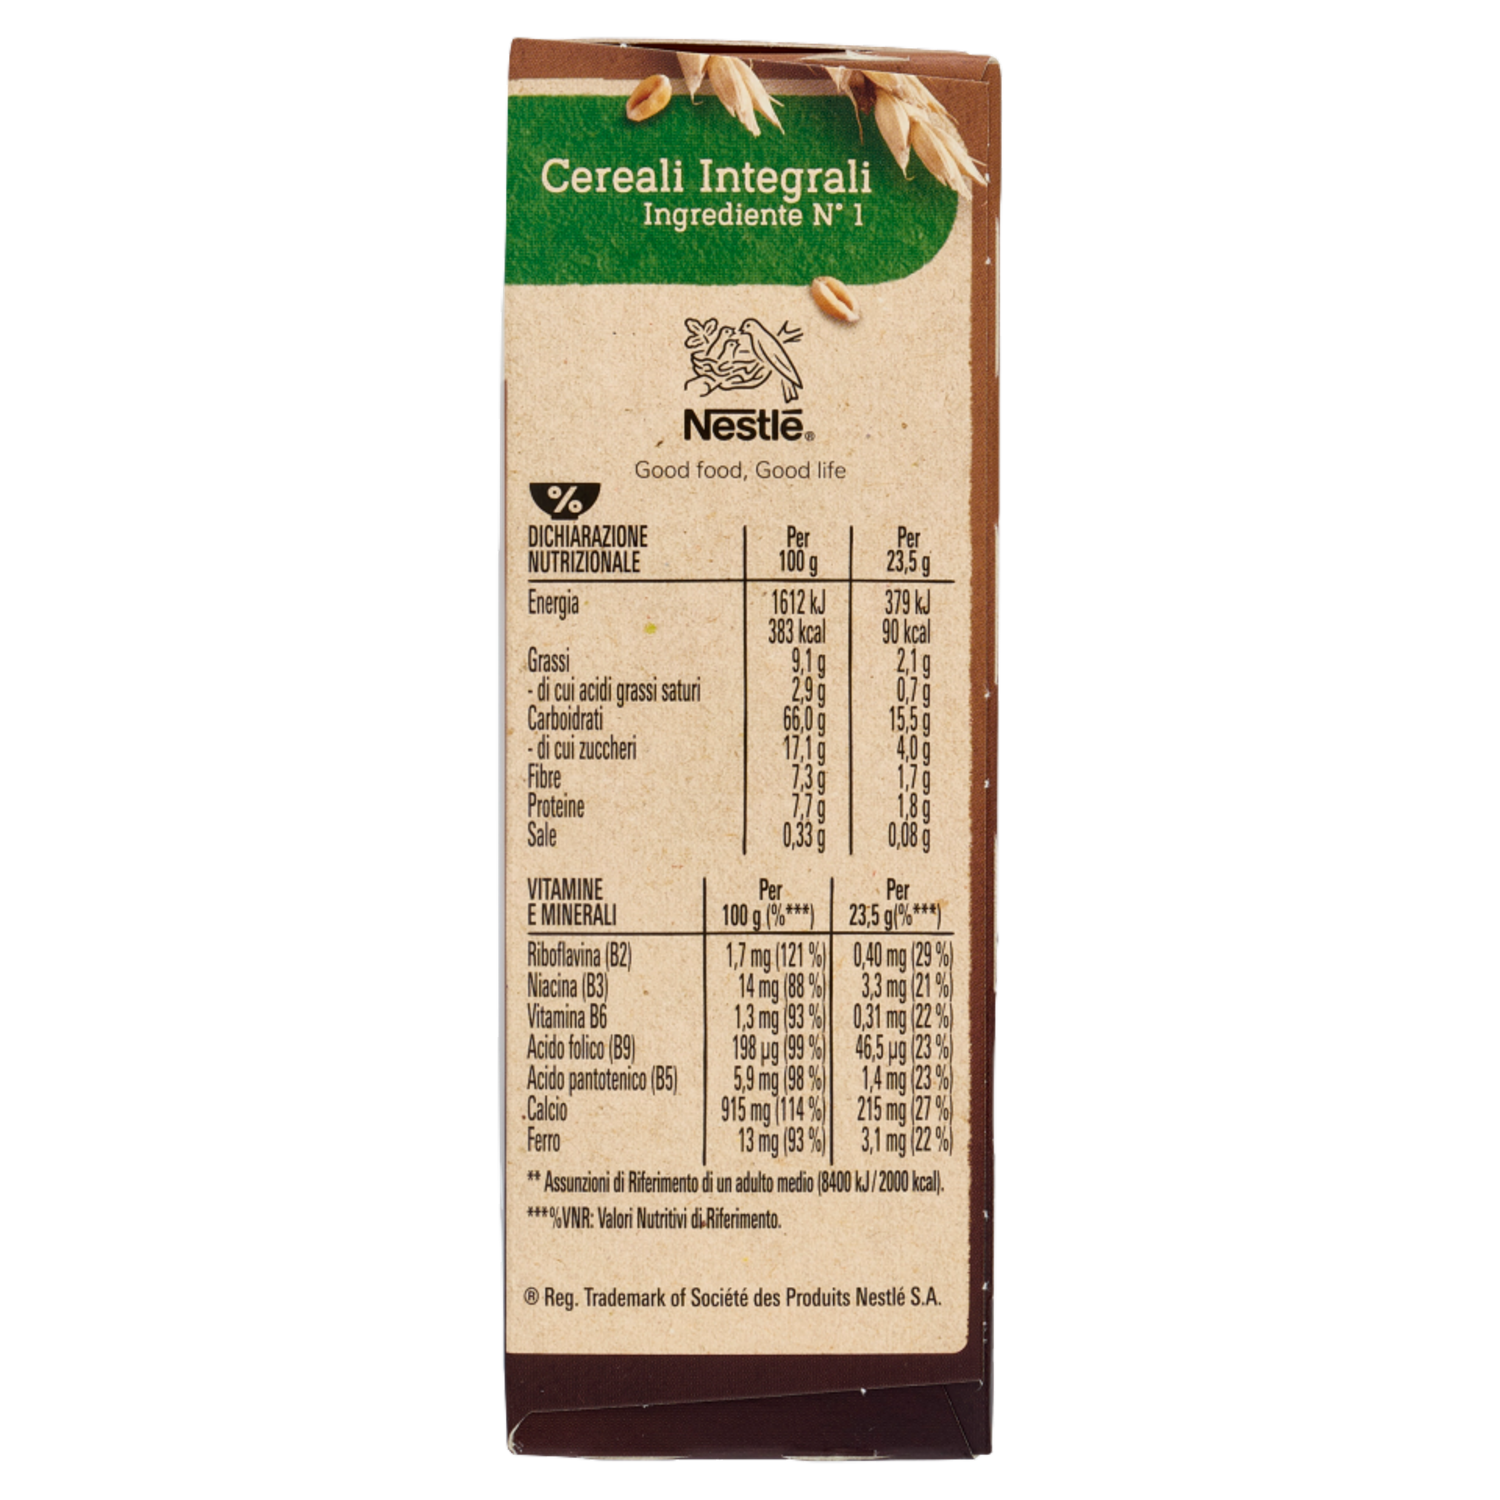 Cereali Integrali
Ingrediente N° 1
Nestlé®
Good food, Good life
%
DICHIARAZIONE NUTRIZIONALE Per 100 g Per 23,5 g
Energia 1612 kJ 379 kJ
383 kcal 90 kcal
Grassi 9,1 g 2,1 g
- di cui acidi grassi saturi 2,9 g 0,7 g
Carboidrati 66,0 g 15,5 g
- di cui zuccheri 17,1 g 4,0 g
Fibre 7,3 g 1,7 g
Proteine 7,7 g 1,8 g
Sale 0,33 g 0,08 g
VITAMINE E MINERALI Per 100 g (%***) Per 23,5 g(%***)
Riboflavina (B2) 1,7 mg (121 %) 0,40 mg (29 %)
Niacina (B3) 14 mg (88 %) 3,3 mg (21 %)
Vitamina B6 1,3 mg (93 %) 0,31 mg (22 %)
Acido folico (B9) 198 µg (99 %) 46,5 µg (23 %)
Acido pantotenico (B5) 5,9 mg (98 %) 1,4 mg (23 %)
Calcio 915 mg (114 %) 215 mg (27 %)
Ferro 13 mg (93 %) 3,1 mg (22 %)
** Assunzioni di Riferimento di un adulto medio (8400 kJ / 2000 kcal).
***%VNR: Valori Nutritivi di Riferimento.
® Reg. Trademark of Société des Produits Nestlé S.A.